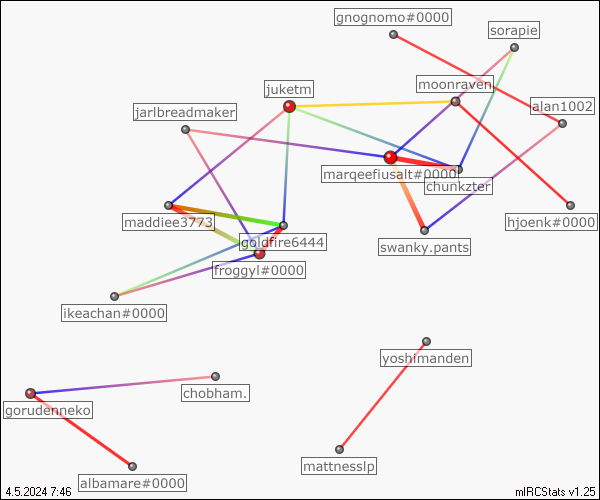 gnognomo#0000
sorapie
juketm
moonraven
jarlbreadmaker
alan1002
marqeefiusalt#0000
chunkzter
maddiee3773
hjoenk#0000
goldfire6444
swanky.pants
froggyl#0000
ikeachan#0000
yoshimanden
chobham.
gorudenneko
mattnesslp
albamare#0000
4.5.2024 7:46
mIRCStats v1.25